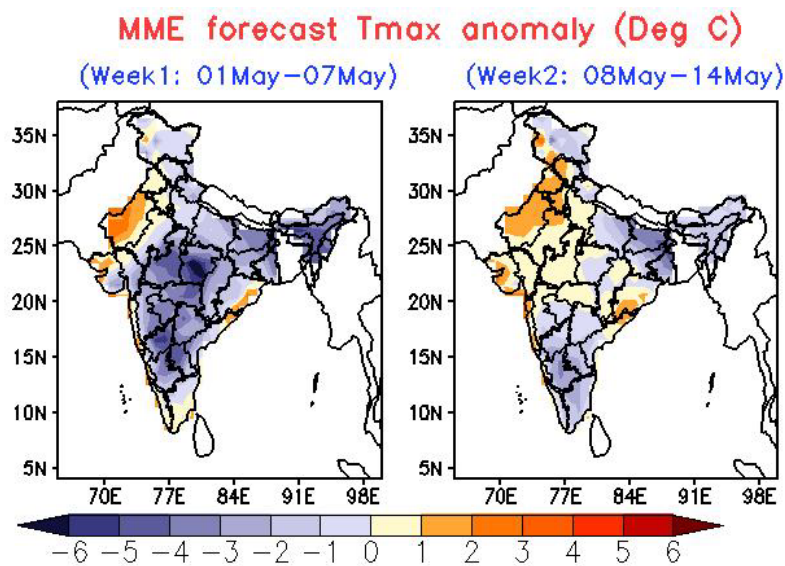 MME forecast Tmax anomaly (Deg C)
(Week1: 01May-07May)
(Week2: 08May-14May)
35N
30N
25N
20N
15N
10N
5N
70E 77E 84E 91E 98E
35N
30N
25N
20N
15N
10N
5N
70E 77E 84E 91E 98E
-6 -5 -4 -3 -2 -1 0 1 2 3 4 5 6